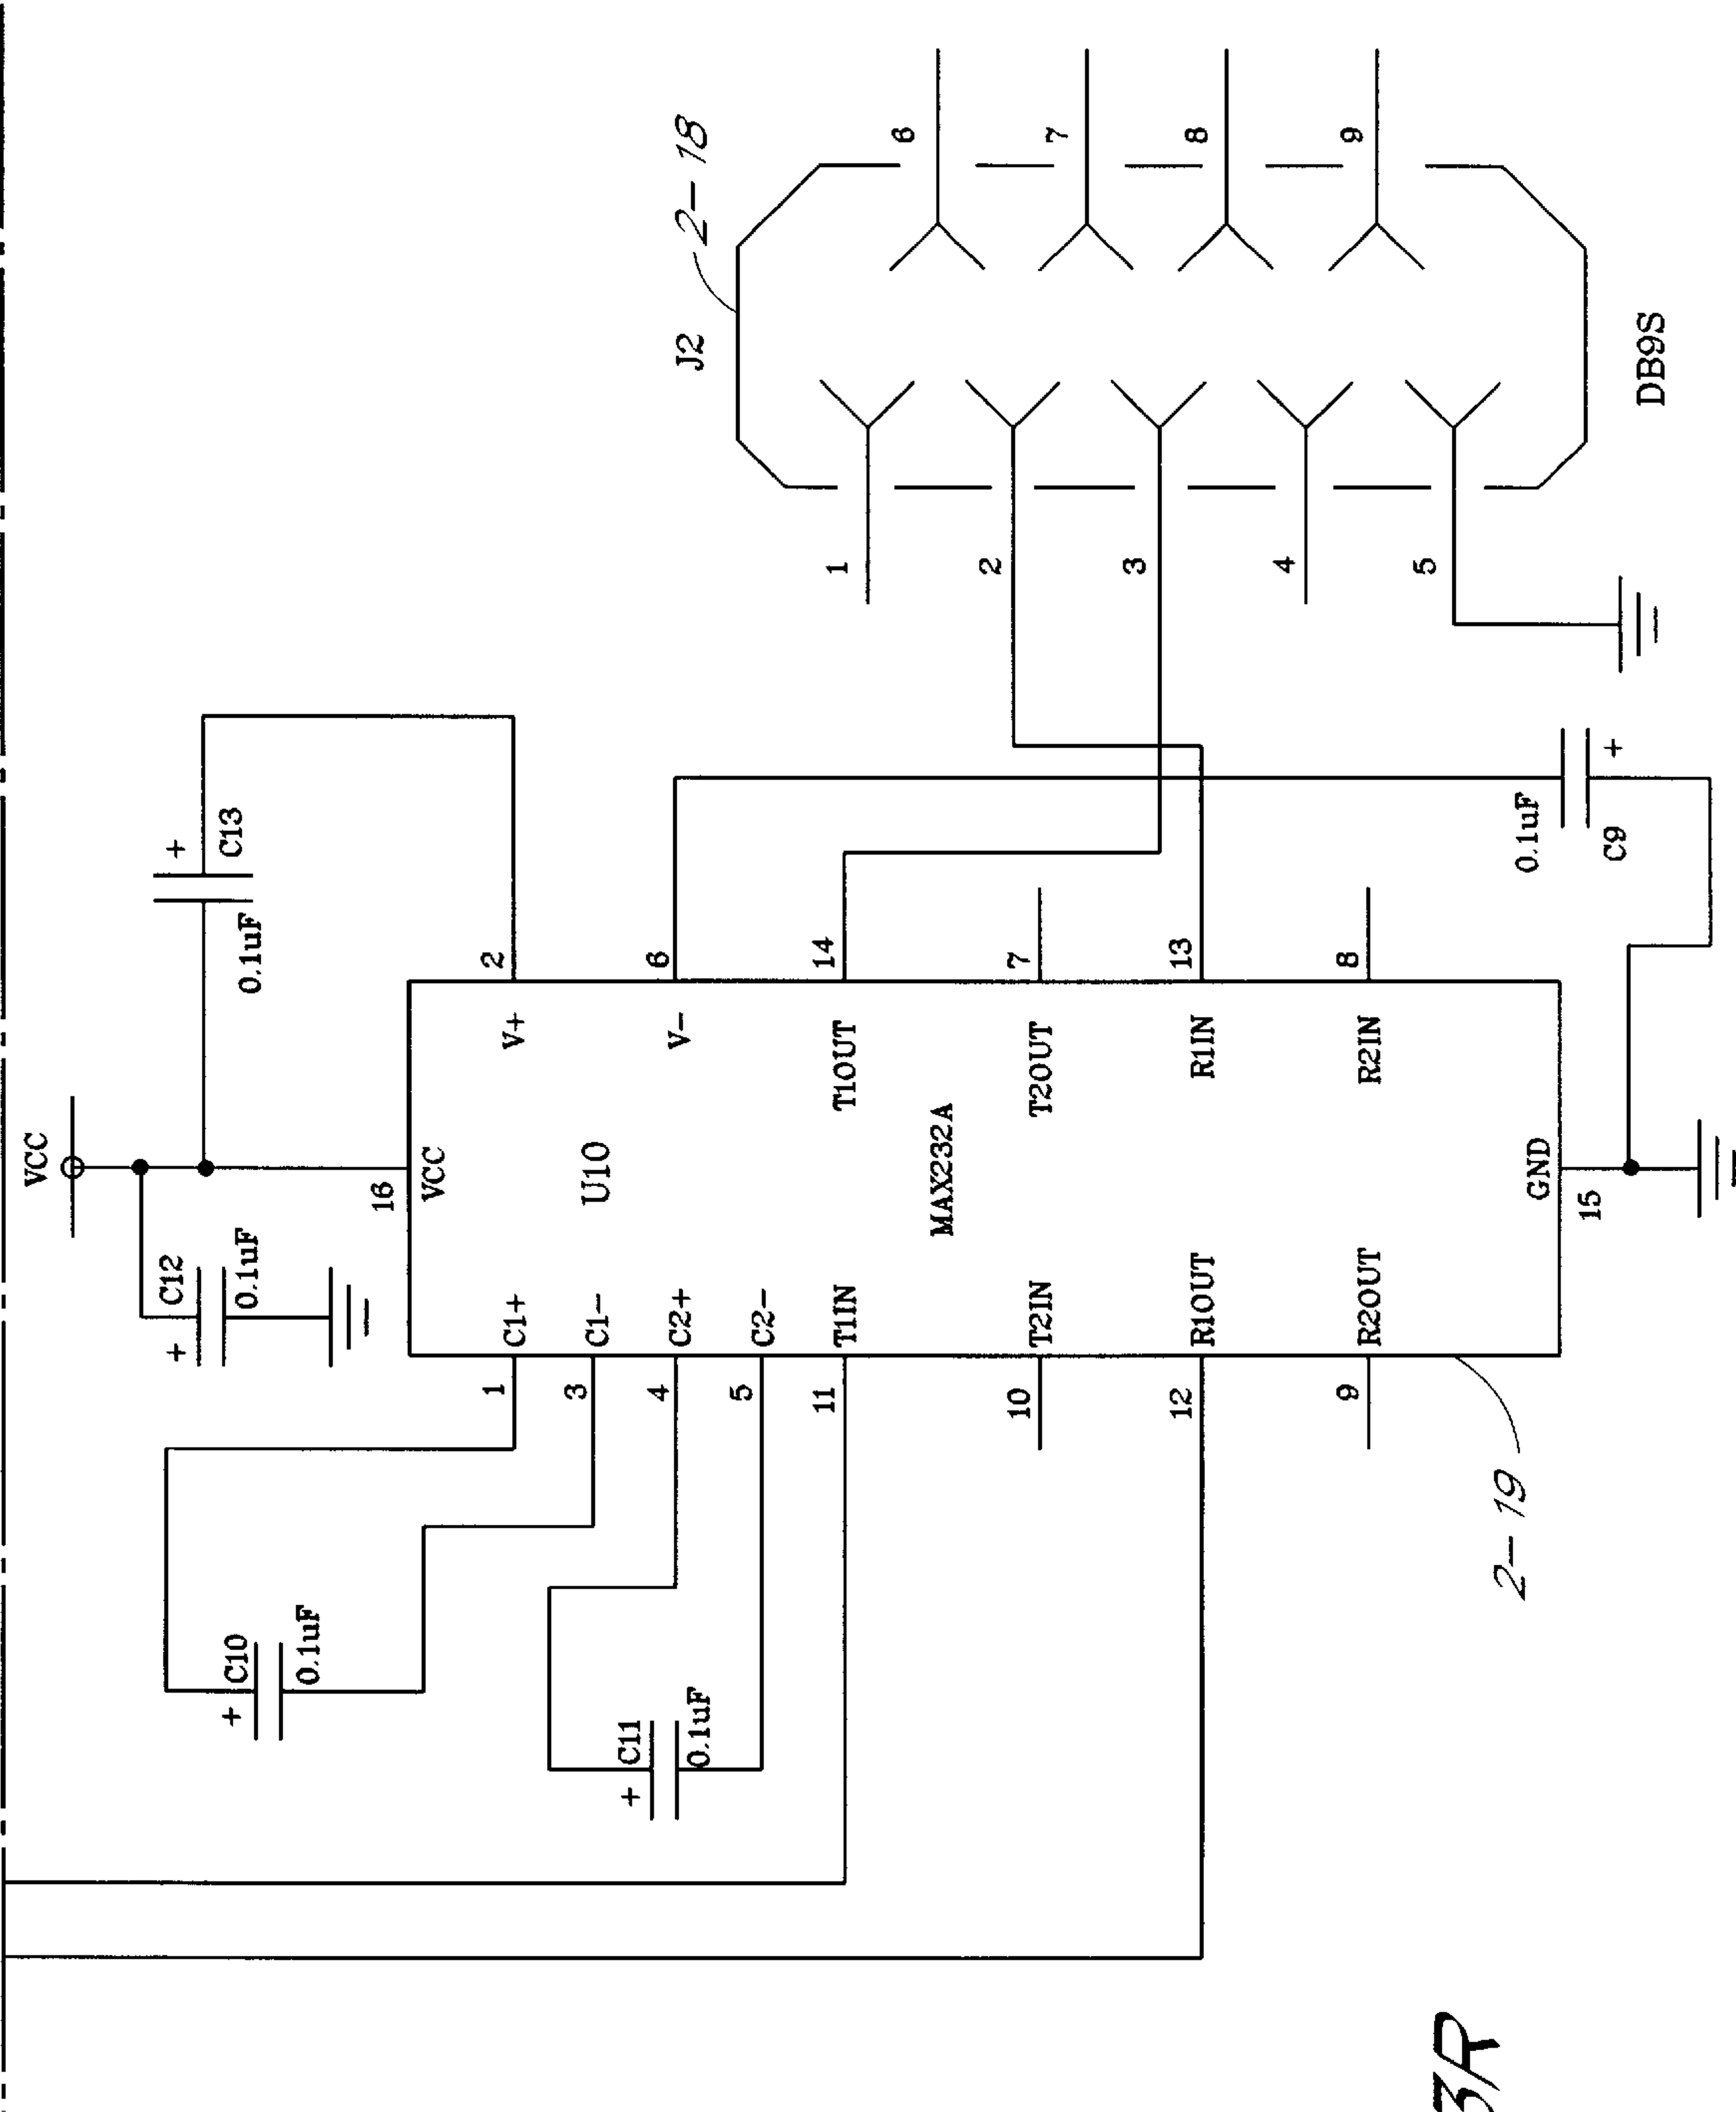 VCC
C12
+
0.1uF
+
C13
0.1uF
C10
+
0.1uF
C11
+
0.1uF
16
VCC
U10
MAX232A
1
C1+
3
C1-
4
C2+
5
C2-
11
T1IN
10
T2IN
12
R1OUT
9
R2OUT
V+
2
V-
6
T1OUT
14
T2OUT
7
R1IN
13
R2IN
8
GND
15
0.1uF
+
C9
J2
2-18
1
2
3
4
5
6
7
8
9
DB9S
2-19
3R